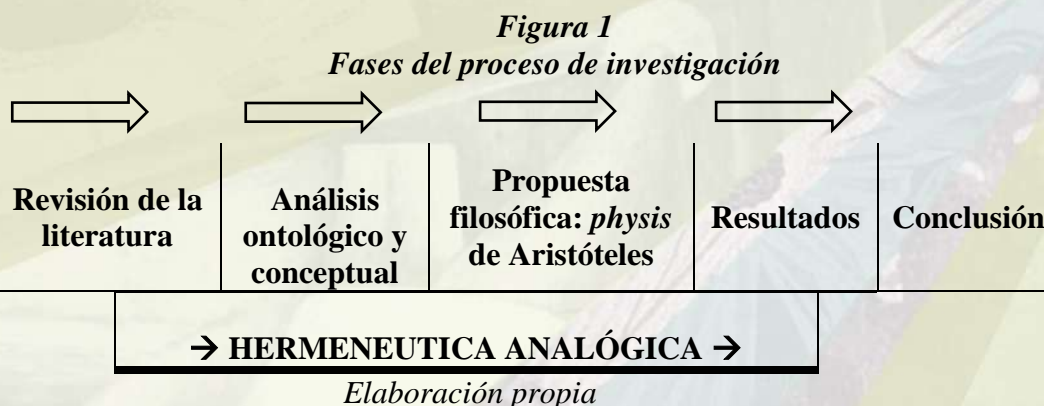 Figura 1
Fases del proceso de investigación
Revisión de la
literatura
Análisis
ontológico y
conceptual
Propuesta
filosófica: physis
de Aristóteles
Resultados
Conclusión
→ HERMENEUTICA ANALÓGICA →
Elaboración propia